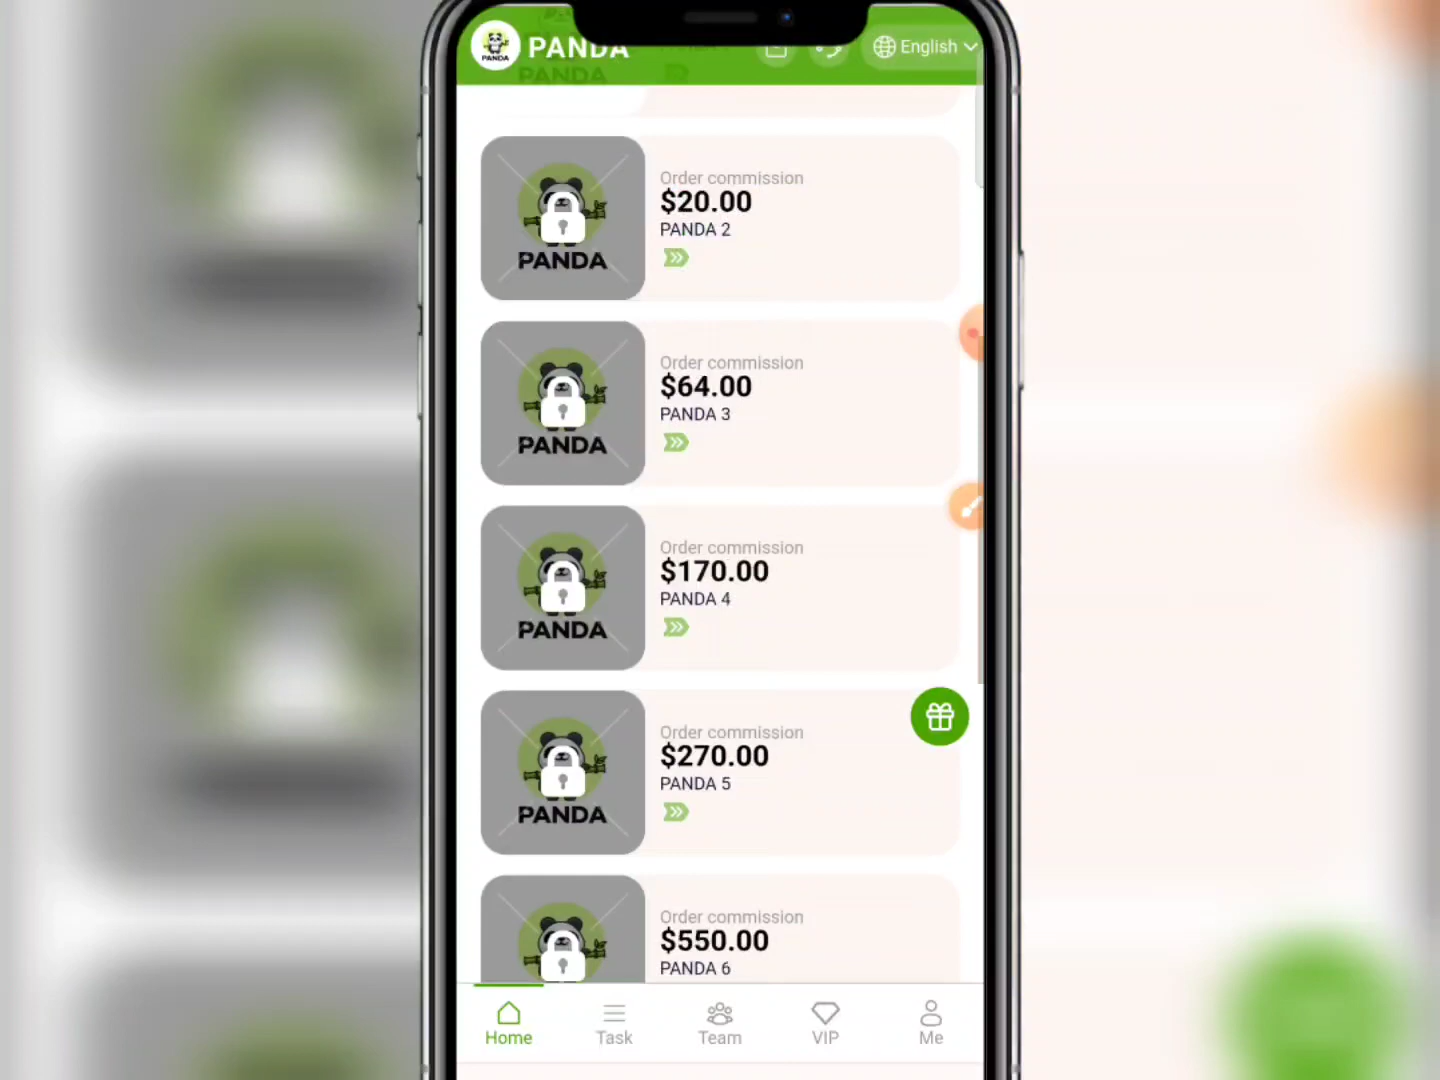 PANDA
PANDA
English
PANDA
Order commission
$20.00
PANDA 2
PANDA
Order commission
$64.00
PANDA 3
PANDA
Order commission
$170.00
PANDA 4
PANDA
Order commission
$270.00
PANDA 5
PANDA
Order commission
$550.00
PANDA 6
Home
Task
Team
VIP
Me